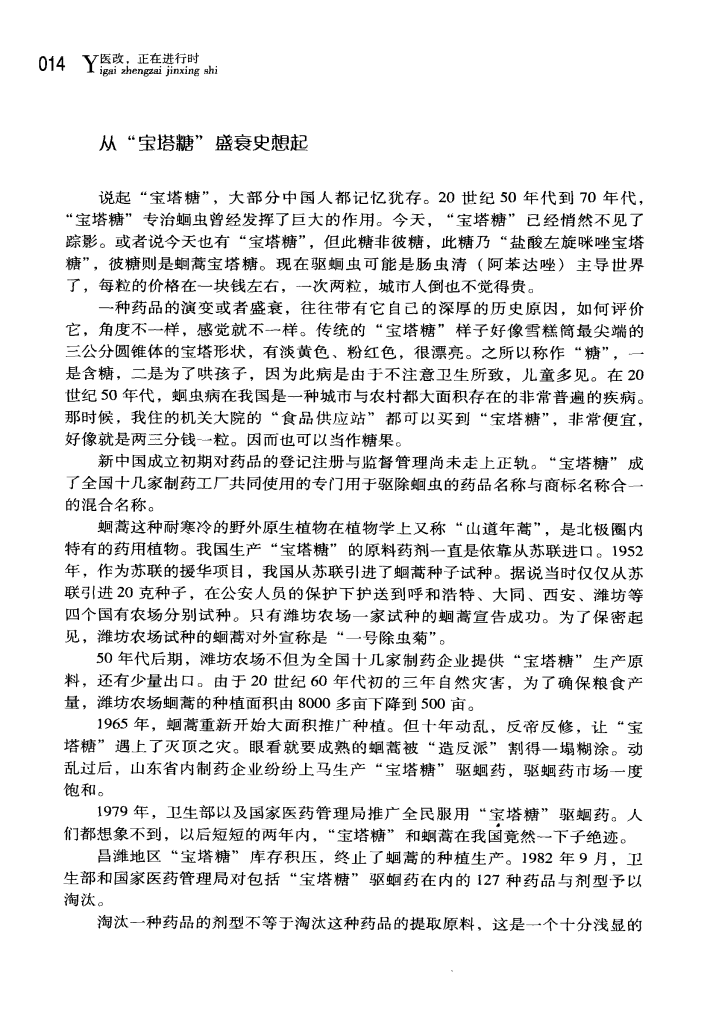 014 Y医改，正在进行时
igai zhengzai jinxing shi
从“宝塔糖”盛衰史想起
说起“宝塔糖”，大部分中国人都记忆犹存。20 世纪 50 年代到 70 年代，
“宝塔糖”专治蛔虫曾经发挥了巨大的作用。今天，“宝塔糖”已经悄然不见了
踪影。或者说今天也有“宝塔糖”，但此糖非彼糖，此糖乃“盐酸左旋咪唑宝塔
糖”，彼糖则是蛔蒿宝塔糖。现在驱蛔虫可能是肠虫清（阿苯达唑）主导世界
了，每粒的价格在一块钱左右，一次两粒，城市人倒也不觉得贵。
一种药品的演变或者盛衰，往往带有它自己的深厚的历史原因，如何评价
它，角度不一样，感觉就不一样。传统的“宝塔糖”样子好像雪糕筒最尖端的
三公分圆锥体的宝塔形状，有淡黄色、粉红色，很漂亮。之所以称作“糖”，一
是含糖，二是为了哄孩子，因为此病是由于不注意卫生所致，儿童多见。在 20
世纪 50 年代，蛔虫病在我国是一种城市与农村都大面积存在的非常普遍的疾病。
那时候，我住的机关大院的“食品供应站”都可以买到“宝塔糖”，非常便宜，
好像就是两三分钱一粒。因而也可以当作糖果。
新中国成立初期对药品的登记注册与监督管理尚未走上正轨。“宝塔糖”成
了全国十几家制药工厂共同使用的专门用于驱除蛔虫的药品名称与商标名称合一
的混合名称。
蛔蒿这种耐寒冷的野外原生植物在植物学上又称“山道年蒿”，是北极圈内
特有的药用植物。我国生产“宝塔糖”的原料药剂一直是依靠从苏联进口。1952
年，作为苏联的援华项目，我国从苏联引进了蛔蒿种子试种。据说当时仅仅从苏
联引进 20 克种子，在公安人员的保护下护送到呼和浩特、大同、西安、潍坊等
四个国有农场分别试种。只有潍坊农场一家试种的蛔蒿宣告成功。为了保密起
见，潍坊农场试种的蛔蒿对外宣称是“一号除虫菊”。
50 年代后期，潍坊农场不但为全国十几家制药企业提供“宝塔糖”生产原
料，还有少量出口。由于 20 世纪 60 年代初的三年自然灾害，为了确保粮食产
量，潍坊农场蛔蒿的种植面积由 8000 多亩下降到 500 亩。
1965 年，蛔蒿重新开始大面积推广种植。但十年动乱，反帝反修，让“宝
塔糖”遇上了灭顶之灾。眼看就要成熟的蛔蒿被“造反派”割得一塌糊涂。动
乱过后，山东省内制药企业纷纷上马生产“宝塔糖”驱蛔药，驱蛔药市场一度
饱和。
1979 年，卫生部以及国家医药管理局推广全民服用“宝塔糖”驱蛔药。人
们都想象不到，以后短短的两年内，“宝塔糖”和蛔蒿在我国竟然一下子绝迹。
昌潍地区“宝塔糖”库存积压，终止了蛔蒿的种植生产。1982 年 9 月，卫
生部和国家医药管理局对包括“宝塔糖”驱蛔药在内的 127 种药品与剂型予以
淘汰。
淘汰一种药品的剂型不等于淘汰这种药品的提取原料，这是一个十分浅显的